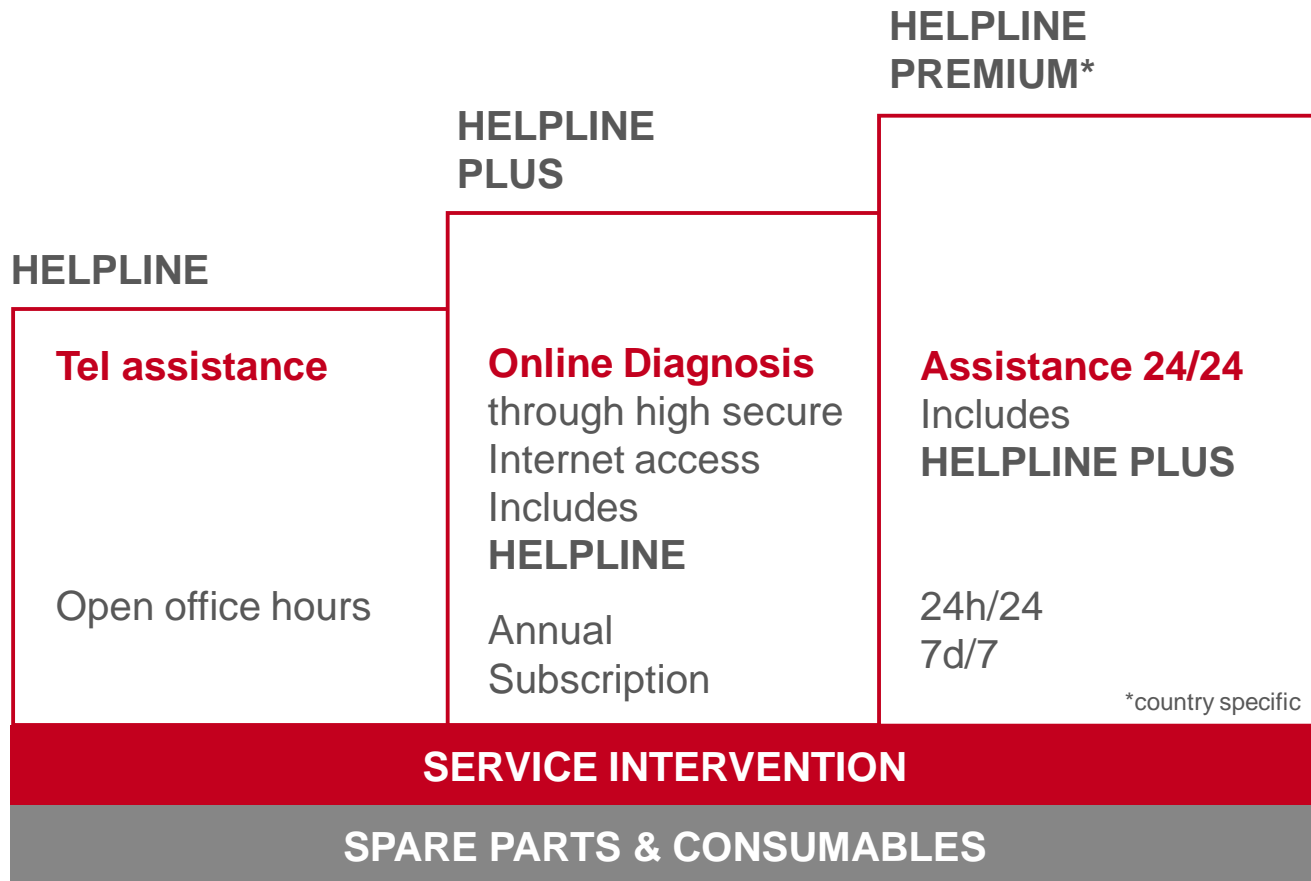 HELPLINE
Tel assistance
Open office hours
HELPLINE
PLUS
Online Diagnosis
through high secure
Internet access
Includes
HELPLINE
Annual
Subscription
HELPLINE
PREMIUM*
Assistance 24/24
Includes
HELPLINE PLUS
24h/24
7d/7
*country specific
SERVICE INTERVENTION
SPARE PARTS & CONSUMABLES